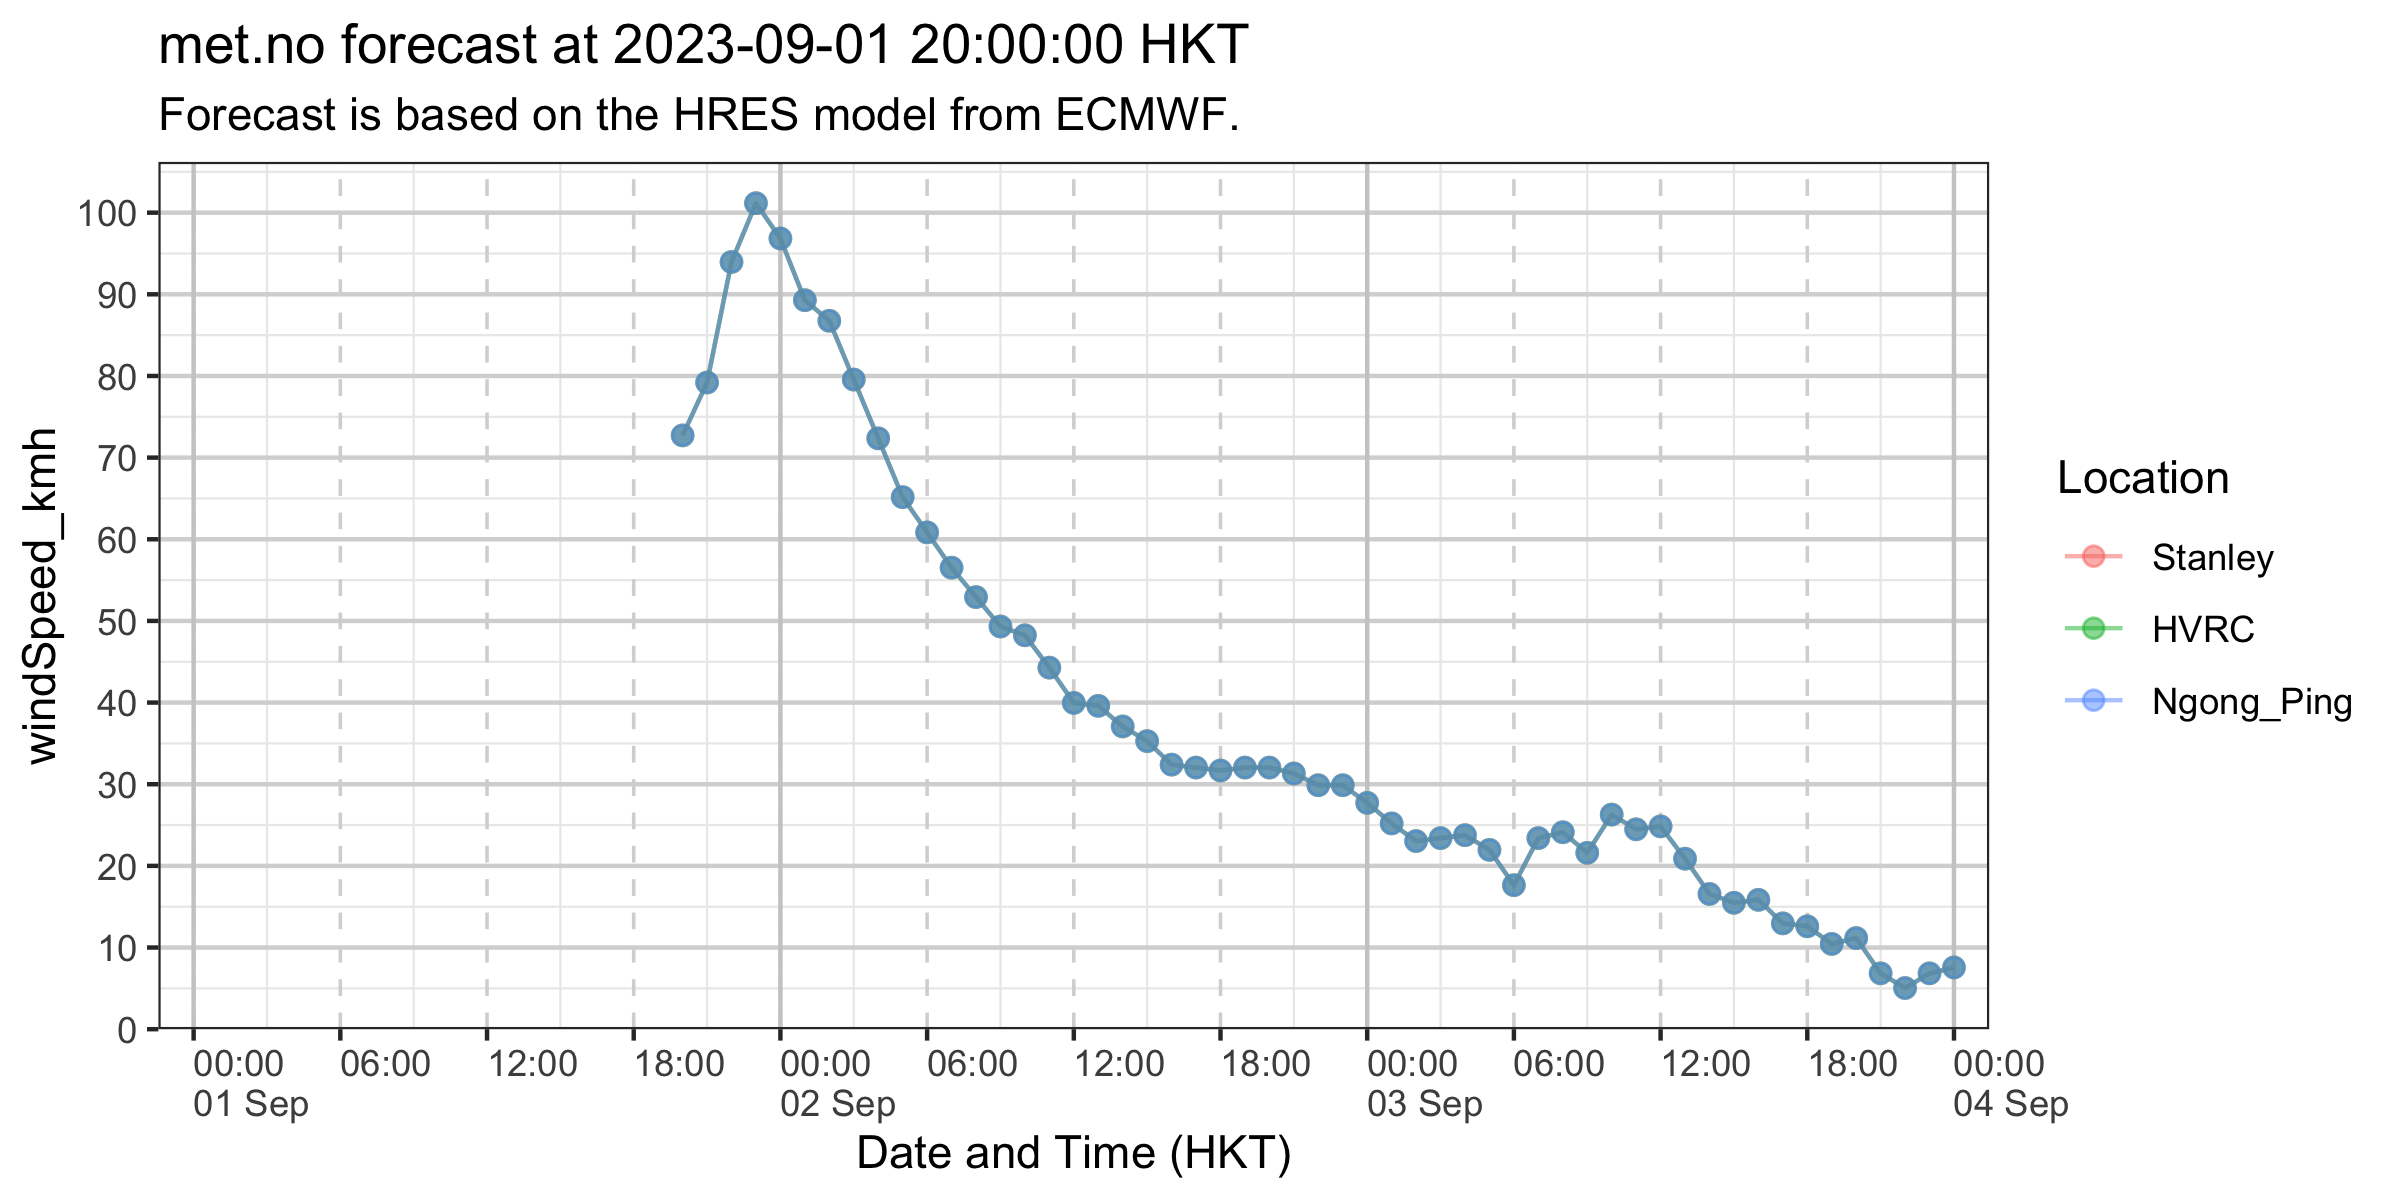 met.no forecast at 2023-09-01 20:00:00 HKT
Forecast is based on the HRES model from ECMWF.
windSpeed_kmh
100
90
80
70
60
50
40
30
20
10
0
00:00 06:00 12:00 18:00 00:00 06:00 12:00 18:00 00:00 06:00 12:00 18:00 00:00
01 Sep 02 Sep 03 Sep 04 Sep
Date and Time (HKT)
Location
Stanley
HVRC
Ngong_Ping